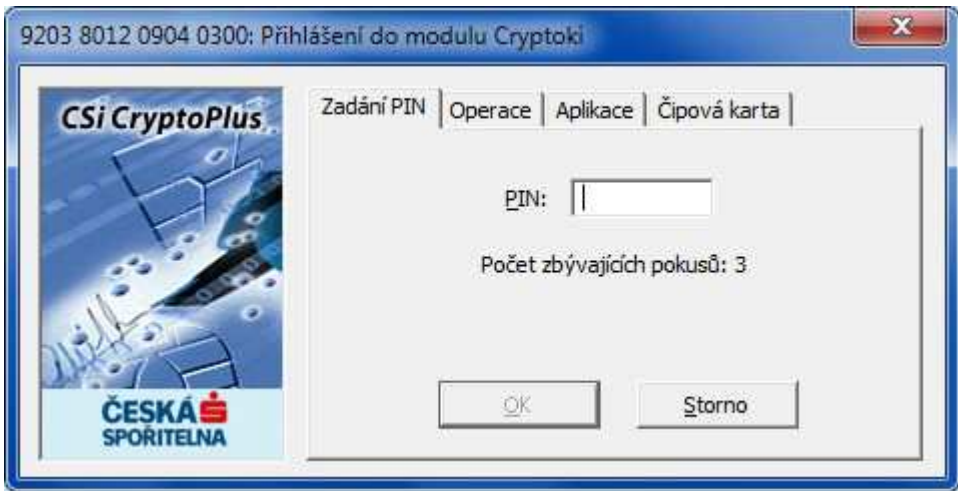 9203 8012 0904 0300: Přihlášení do modulu Cryptoki
CSi CryptoPlus
Zadání PIN Operace Aplikace Čipová karta
PIN:
Počet zbývajících pokusů: 3
OK Storno
ČESKÁ
SPOŘITELNA